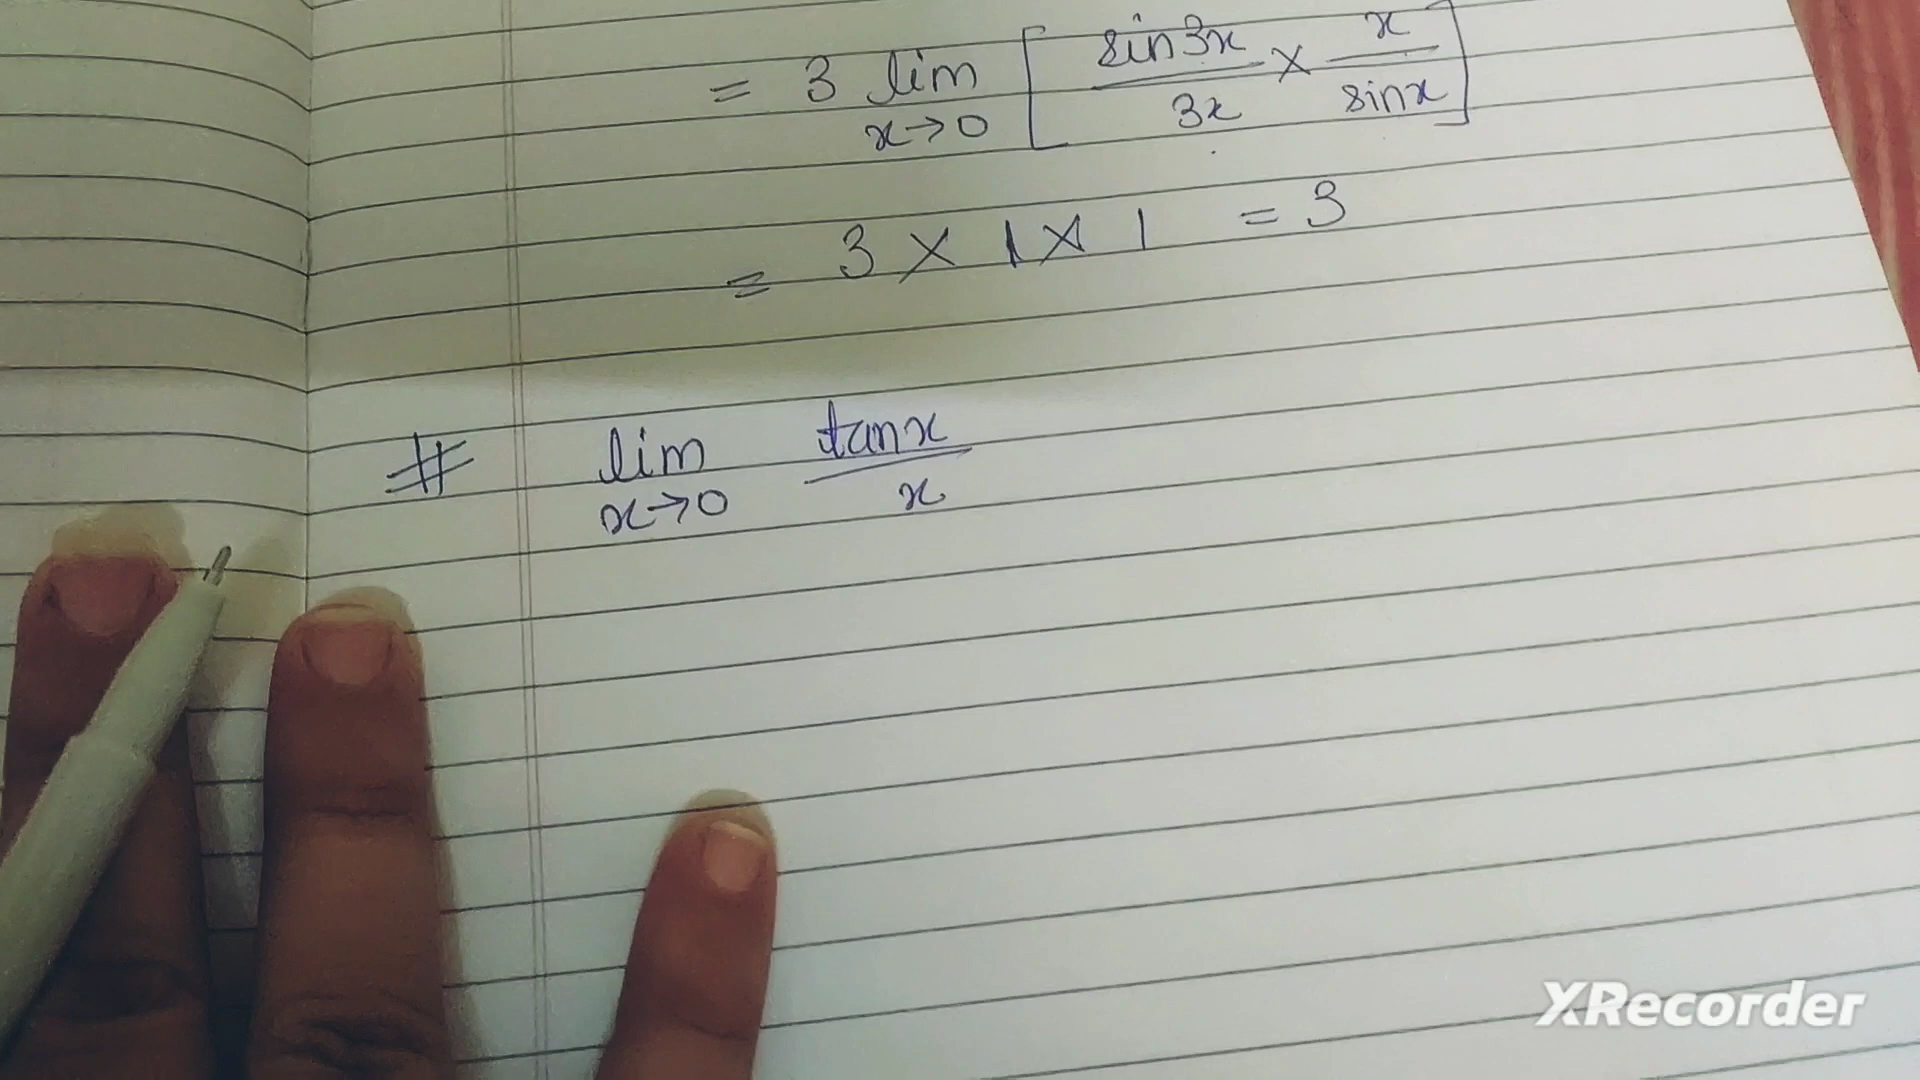 = 3 lim x→0 [ sin3x / 3x × x / sinx ]
= 3 × 1 × 1 = 3
# lim x→0 tanx / x
XRecorder